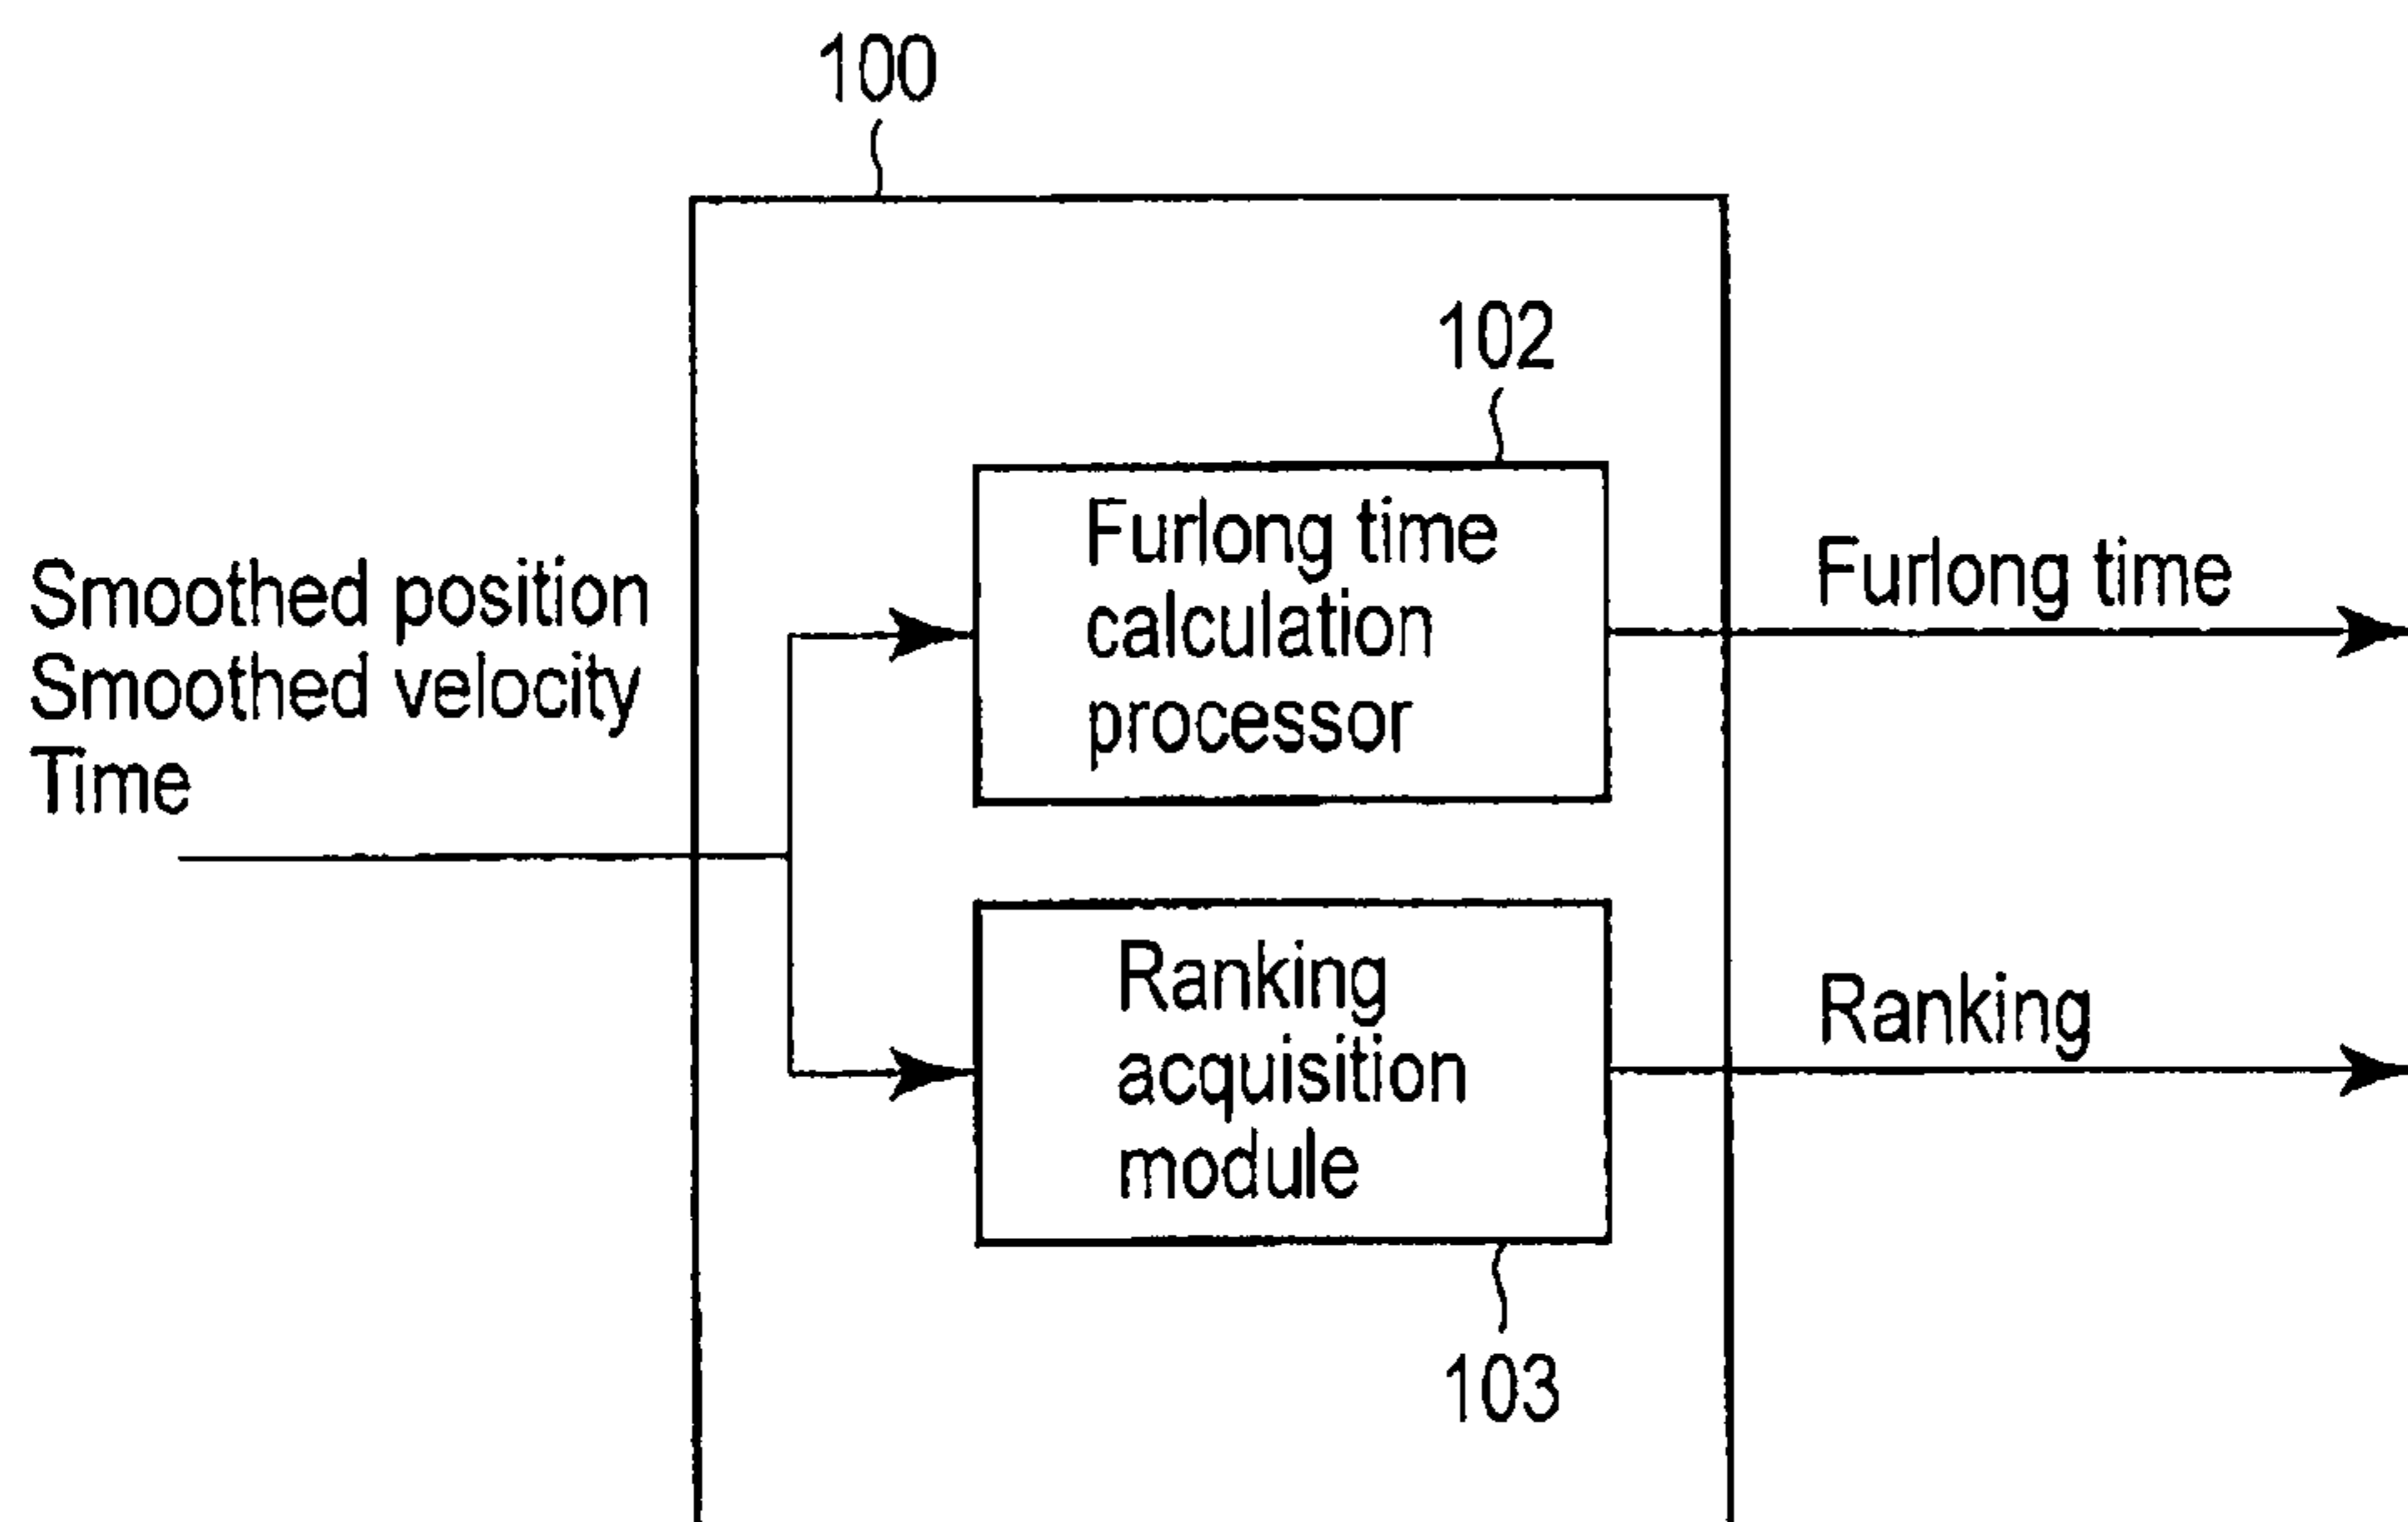 100
102
Furlong time
calculation
processor
Smoothed position
Smoothed velocity
Time
Furlong time
Ranking
acquisition
module
Ranking
103